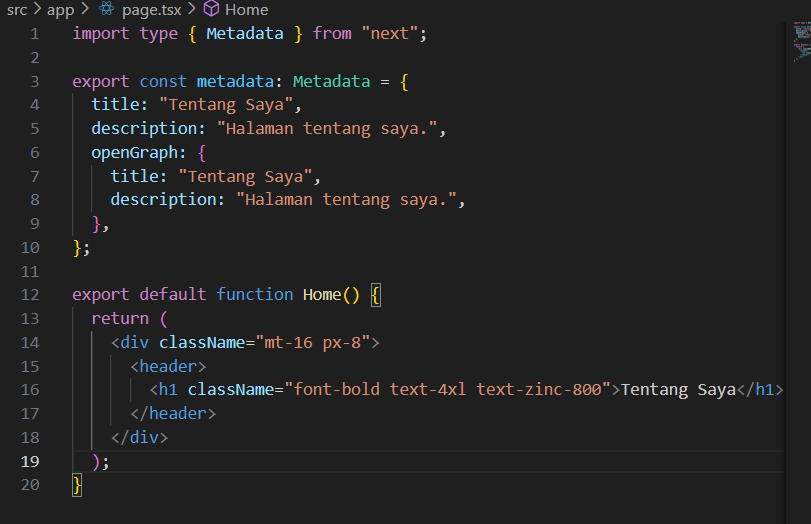 src > app > page.tsx > Home
1 import type { Metadata } from "next";
2
3 export const metadata: Metadata = {
4   title: "Tentang Saya",
5   description: "Halaman tentang saya.",
6   openGraph: {
7     title: "Tentang Saya",
8     description: "Halaman tentang saya.",
9   },
10 };
11
12 export default function Home() {
13   return (
14     <div className="mt-16 px-8">
15       <header>
16         <h1 className="font-bold text-4xl text-zinc-800">Tentang Saya</h1>
17       </header>
18     </div>
19   );
20 }